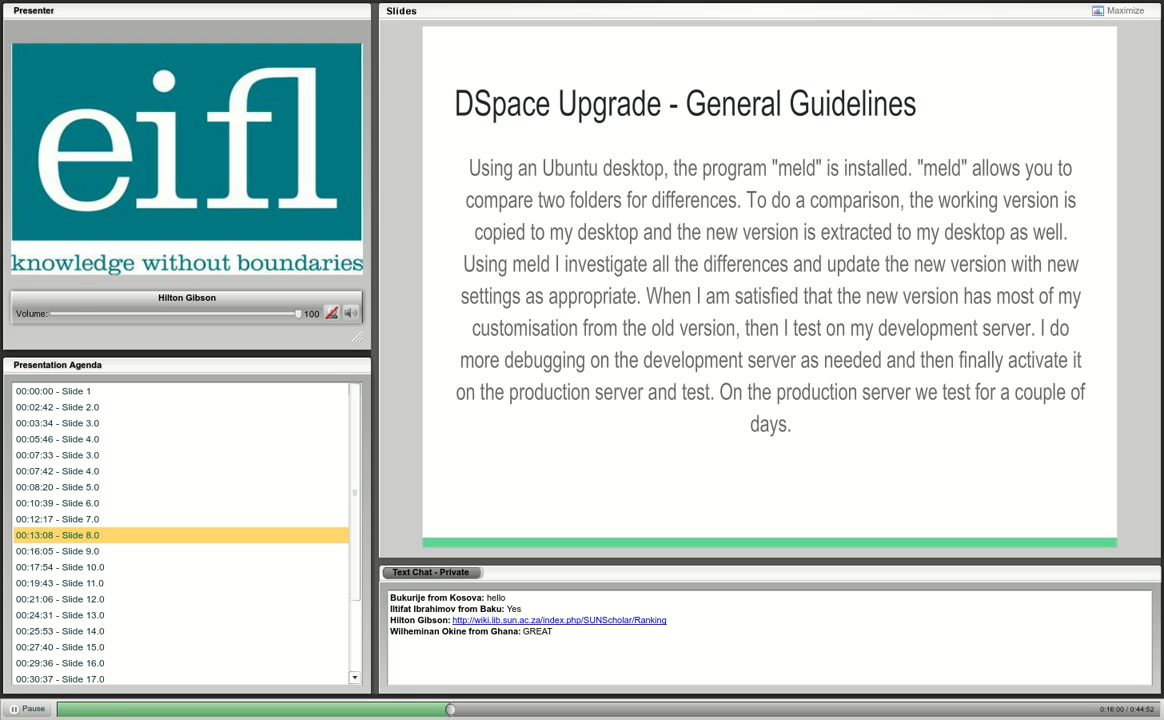 Presenter
eifl
knowledge without boundaries
Hilton Gibson
Volume: 100
Presentation Agenda
00:00:00 - Slide 1
00:02:42 - Slide 2.0
00:03:34 - Slide 3.0
00:05:46 - Slide 4.0
00:07:33 - Slide 3.0
00:07:42 - Slide 4.0
00:08:20 - Slide 5.0
00:10:39 - Slide 6.0
00:12:17 - Slide 7.0
00:13:08 - Slide 8.0
00:16:05 - Slide 9.0
00:17:54 - Slide 10.0
00:19:43 - Slide 11.0
00:21:06 - Slide 12.0
00:24:31 - Slide 13.0
00:25:53 - Slide 14.0
00:27:40 - Slide 15.0
00:29:36 - Slide 16.0
00:30:37 - Slide 17.0
Slides
Maximize
DSpace Upgrade - General Guidelines
Using an Ubuntu desktop, the program "meld" is installed. "meld" allows you to
compare two folders for differences. To do a comparison, the working version is
copied to my desktop and the new version is extracted to my desktop as well.
Using meld I investigate all the differences and update the new version with new
settings as appropriate. When I am satisfied that the new version has most of my
customisation from the old version, then I test on my development server. I do
more debugging on the development server as needed and then finally activate it
on the production server and test. On the production server we test for a couple of
days.
Text Chat - Private
Bukurije from Kosova: hello
Iltifat Ibrahimov from Baku: Yes
Hilton Gibson: http://wiki.lib.sun.ac.za/index.php/SUNScholar/Ranking
Wilheminan Okine from Ghana: GREAT
Pause
0:16:00 / 0:44:52